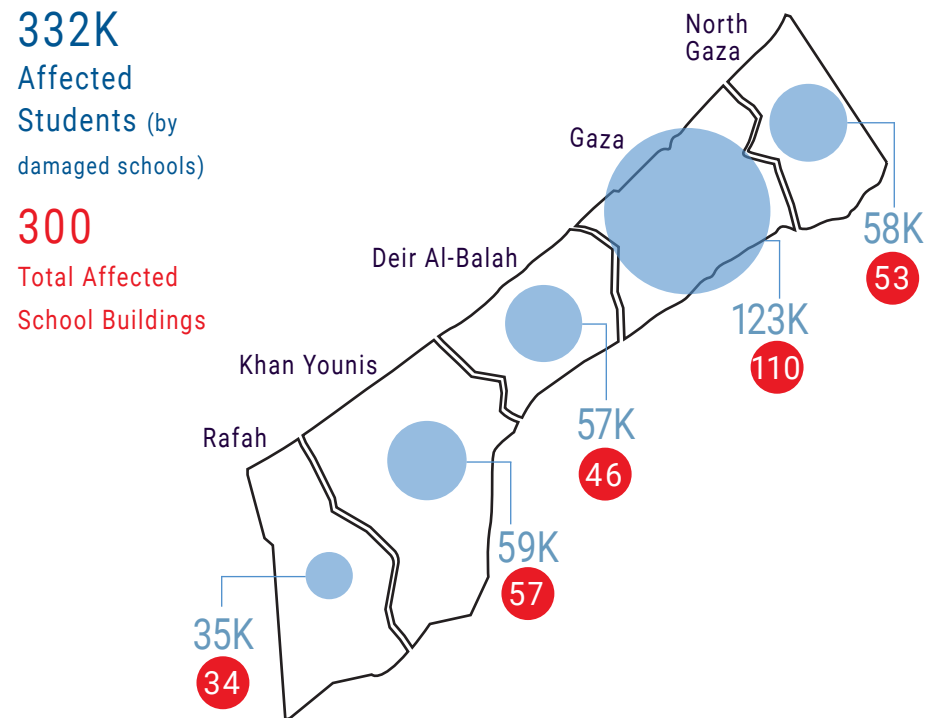 332K
Affected
Students (by
damaged schools)
300
Total Affected
School Buildings
North
Gaza
58K
53
Gaza
123K
110
Deir Al-Balah
57K
46
Khan Younis
59K
57
Rafah
35K
34